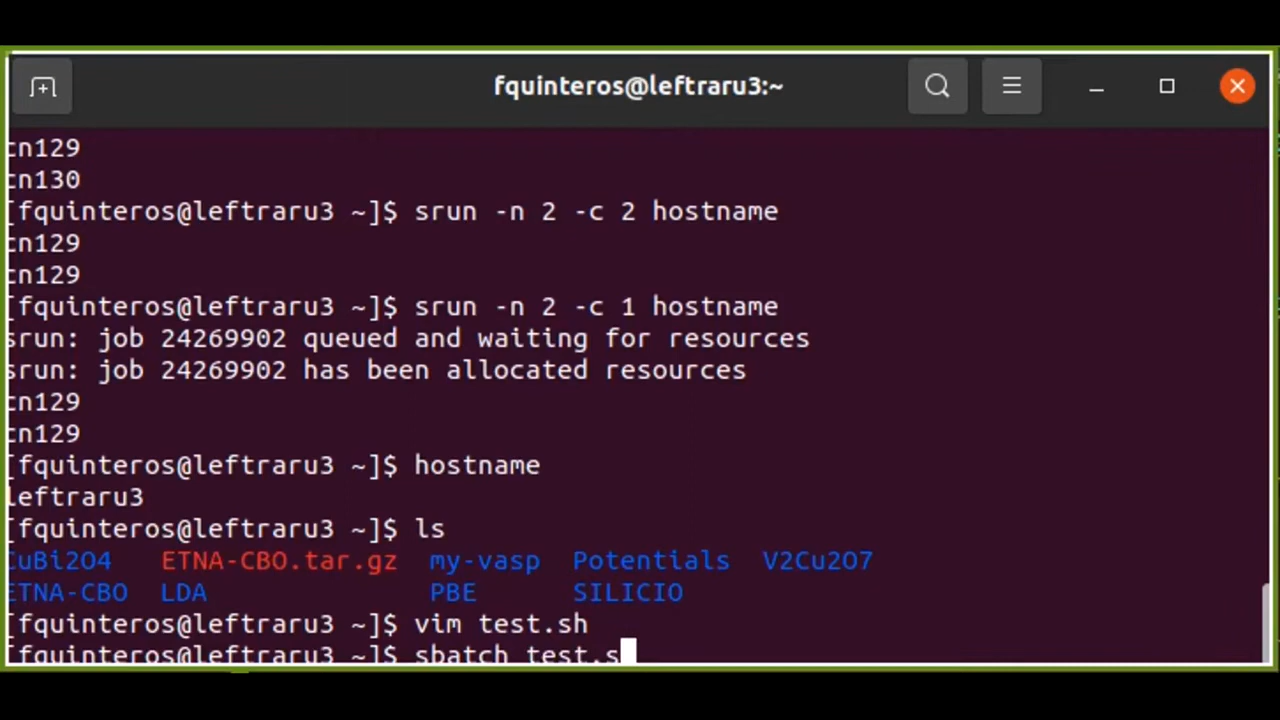 fquinteros@leftraru3:~
cn129
cn130
[fquinteros@leftraru3 ~]$ srun -n 2 -c 2 hostname
cn129
cn129
[fquinteros@leftraru3 ~]$ srun -n 2 -c 1 hostname
srun: job 24269902 queued and waiting for resources
srun: job 24269902 has been allocated resources
cn129
cn129
[fquinteros@leftraru3 ~]$ hostname
leftraru3
[fquinteros@leftraru3 ~]$ ls
CuBi2O4 ETNA-CBO.tar.gz my-vasp Potentials V2Cu2O7
ETNA-CBO LDA PBE SILICIO
[fquinteros@leftraru3 ~]$ vim test.sh
[fquinteros@leftraru3 ~]$ sbatch test.s